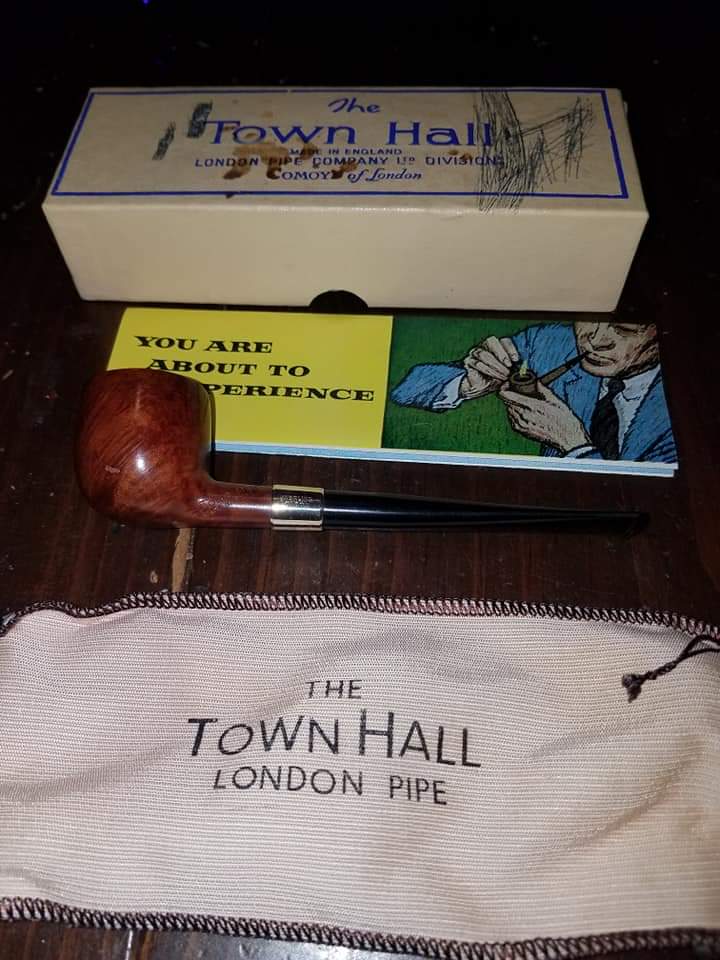 The
Town Hall
MADE IN ENGLAND
LONDON PIPE COMPANY LTD DIVISION
COMOY'S of London
YOU ARE
ABOUT TO
PERIENCE
THE
TOWN HALL
LONDON PIPE